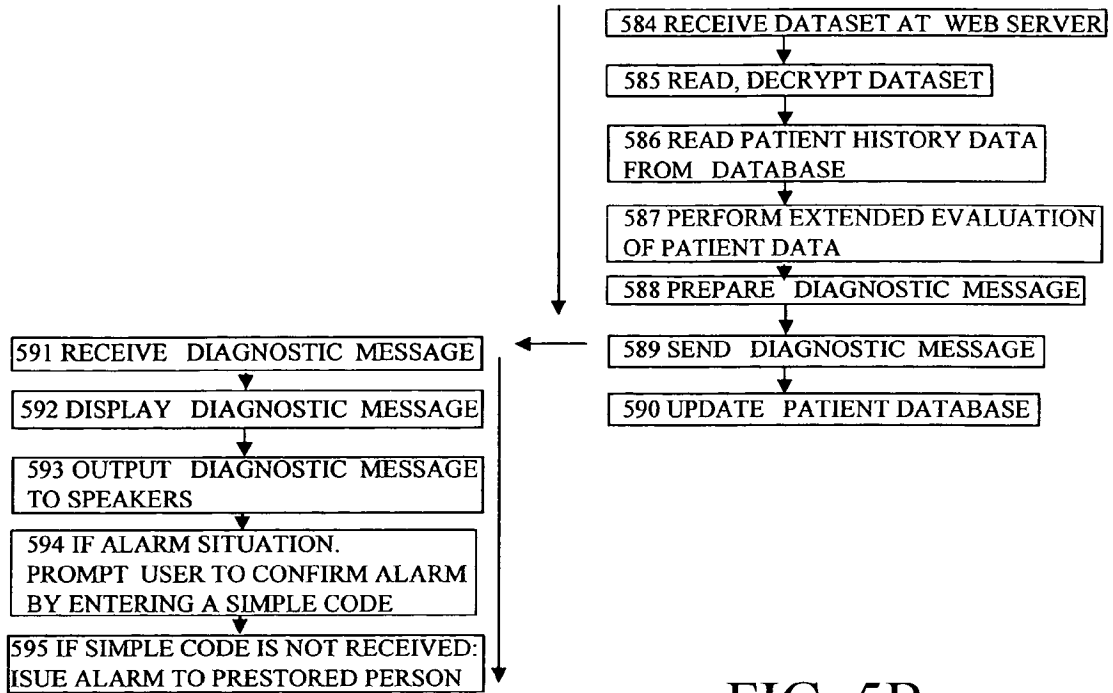 584 RECEIVE DATASET AT WEB SERVER
585 READ, DECRYPT DATASET
586 READ PATIENT HISTORY DATA
FROM DATABASE
587 PERFORM EXTENDED EVALUATION
OF PATIENT DATA
588 PREPARE DIAGNOSTIC MESSAGE
589 SEND DIAGNOSTIC MESSAGE
590 UPDATE PATIENT DATABASE
591 RECEIVE DIAGNOSTIC MESSAGE
592 DISPLAY DIAGNOSTIC MESSAGE
593 OUTPUT DIAGNOSTIC MESSAGE
TO SPEAKERS
594 IF ALARM SITUATION.
PROMPT USER TO CONFIRM ALARM
BY ENTERING A SIMPLE CODE
595 IF SIMPLE CODE IS NOT RECEIVED:
ISUE ALARM TO PRESTORED PERSON
FIG. 5B